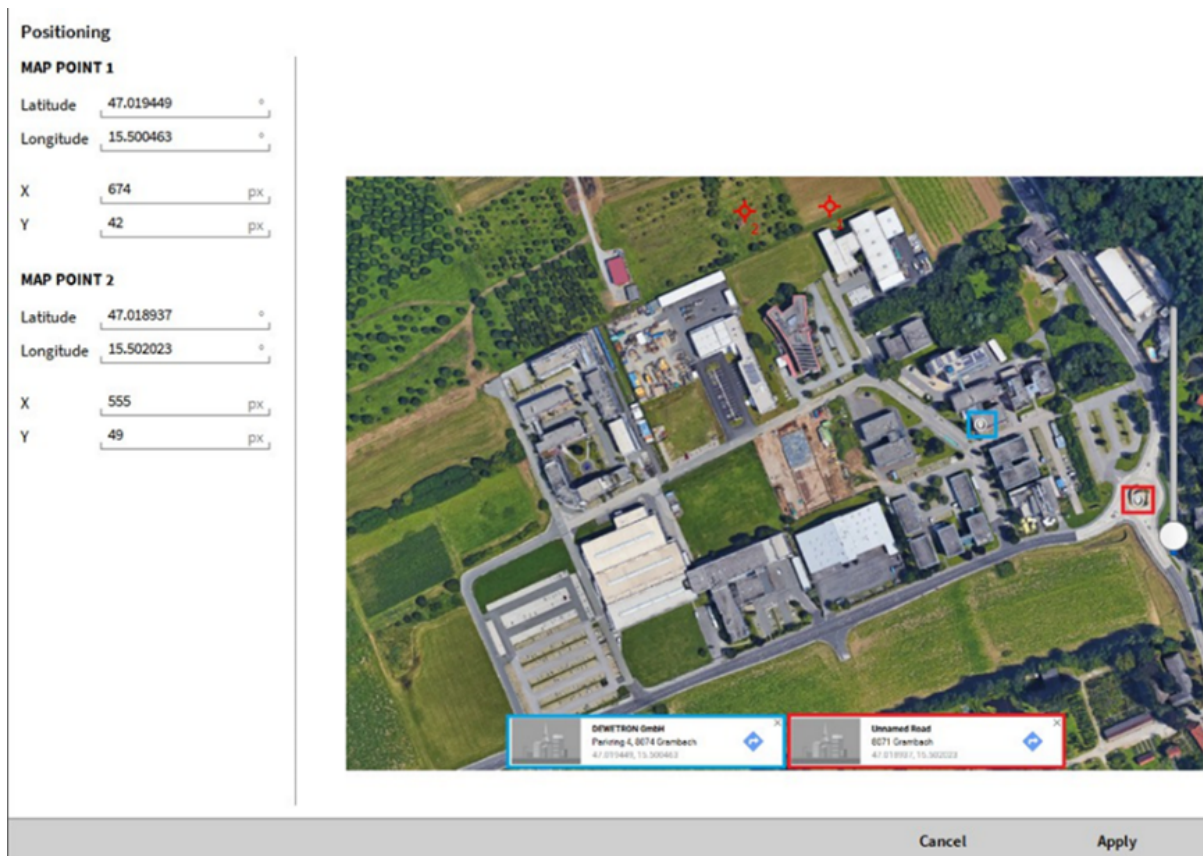 Positioning
MAP POINT 1
Latitude 47.019449 °
Longitude 15.500463 °
X 674 px
Y 42 px
MAP POINT 2
Latitude 47.018937 °
Longitude 15.502023 °
X 555 px
Y 49 px
2
1
DEWETRON GmbH
Parkring 4, 8074 Grambach
47.019449, 15.500463
Unnamed Road
8071 Grambach
47.018937, 15.502023
Cancel Apply